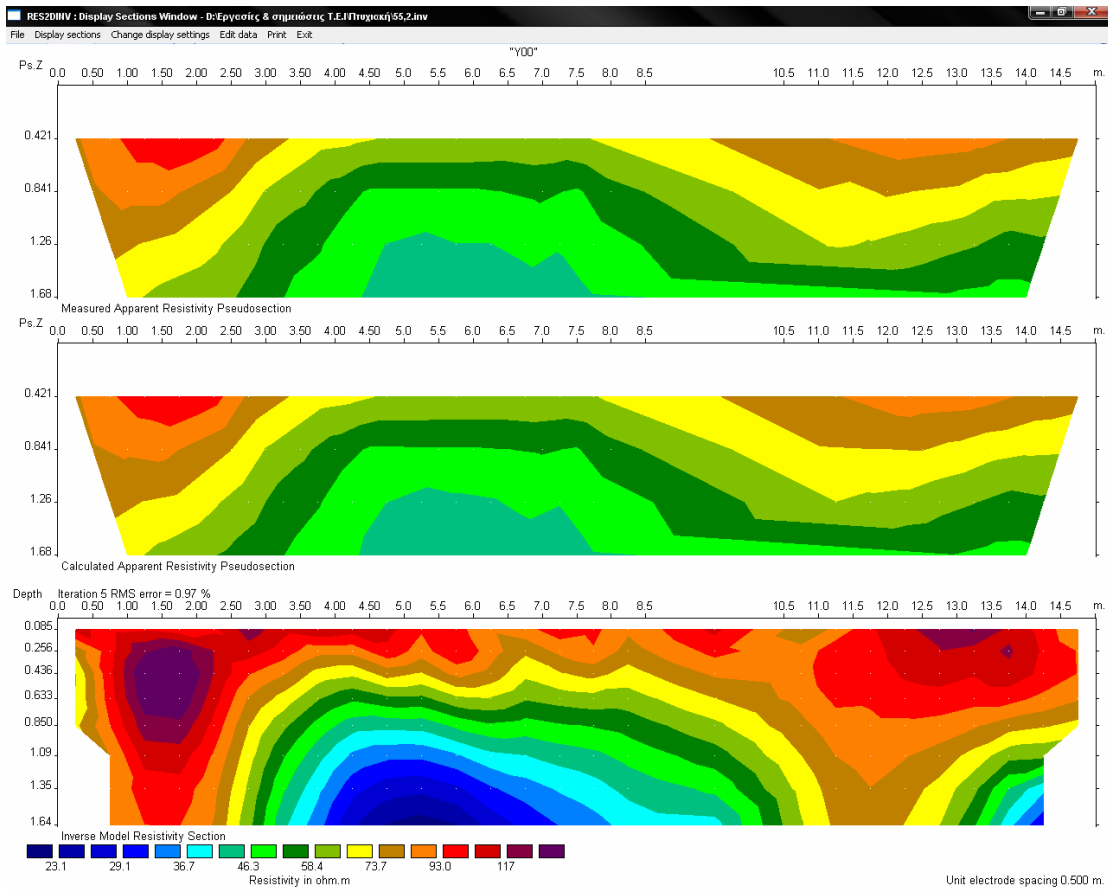 RES2DINV : Display Sections Window - D:\Εργασίες & σημειώσεις Τ.Ε.Ι\Πτυχιακή\55,2.inv
File Display sections Change display settings Edit data Print Exit
"Y00"
Ps.Z 0.0 0.50 1.00 1.50 2.00 2.50 3.00 3.50 4.00 4.50 5.0 5.5 6.0 6.5 7.0 7.5 8.0 8.5 10.5 11.0 11.5 12.0 12.5 13.0 13.5 14.0 14.5 m.
0.421
0.841
1.26
1.68
Measured Apparent Resistivity Pseudosection
Ps.Z 0.0 0.50 1.00 1.50 2.00 2.50 3.00 3.50 4.00 4.50 5.0 5.5 6.0 6.5 7.0 7.5 8.0 8.5 10.5 11.0 11.5 12.0 12.5 13.0 13.5 14.0 14.5 m.
0.421
0.841
1.26
1.68
Calculated Apparent Resistivity Pseudosection
Depth Iteration 5 RMS error = 0.97 %
0.0 0.50 1.00 1.50 2.00 2.50 3.00 3.50 4.00 4.50 5.0 5.5 6.0 6.5 7.0 7.5 8.0 8.5 10.5 11.0 11.5 12.0 12.5 13.0 13.5 14.0 14.5 m.
0.085
0.256
0.436
0.633
0.850
1.09
1.35
1.64
Inverse Model Resistivity Section
23.1 29.1 36.7 46.3 58.4 73.7 93.0 117
Resistivity in ohm.m
Unit electrode spacing 0.500 m.